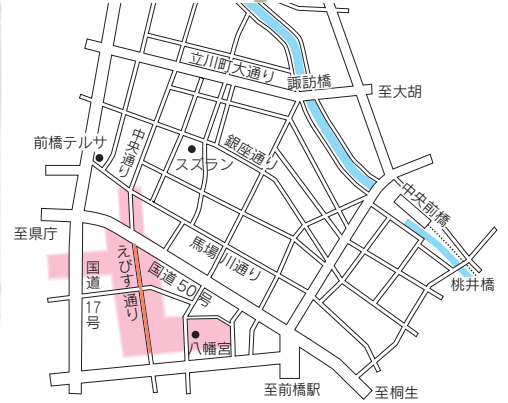 立川町大通り
諏訪橋
至大胡
前橋テルサ
中央通り
スズラン
銀座通り
中央前橋
至県庁
えびす通り
国道50号
馬場川通り
国道17号
桃井橋
八幡宮
至前橋駅
至桐生